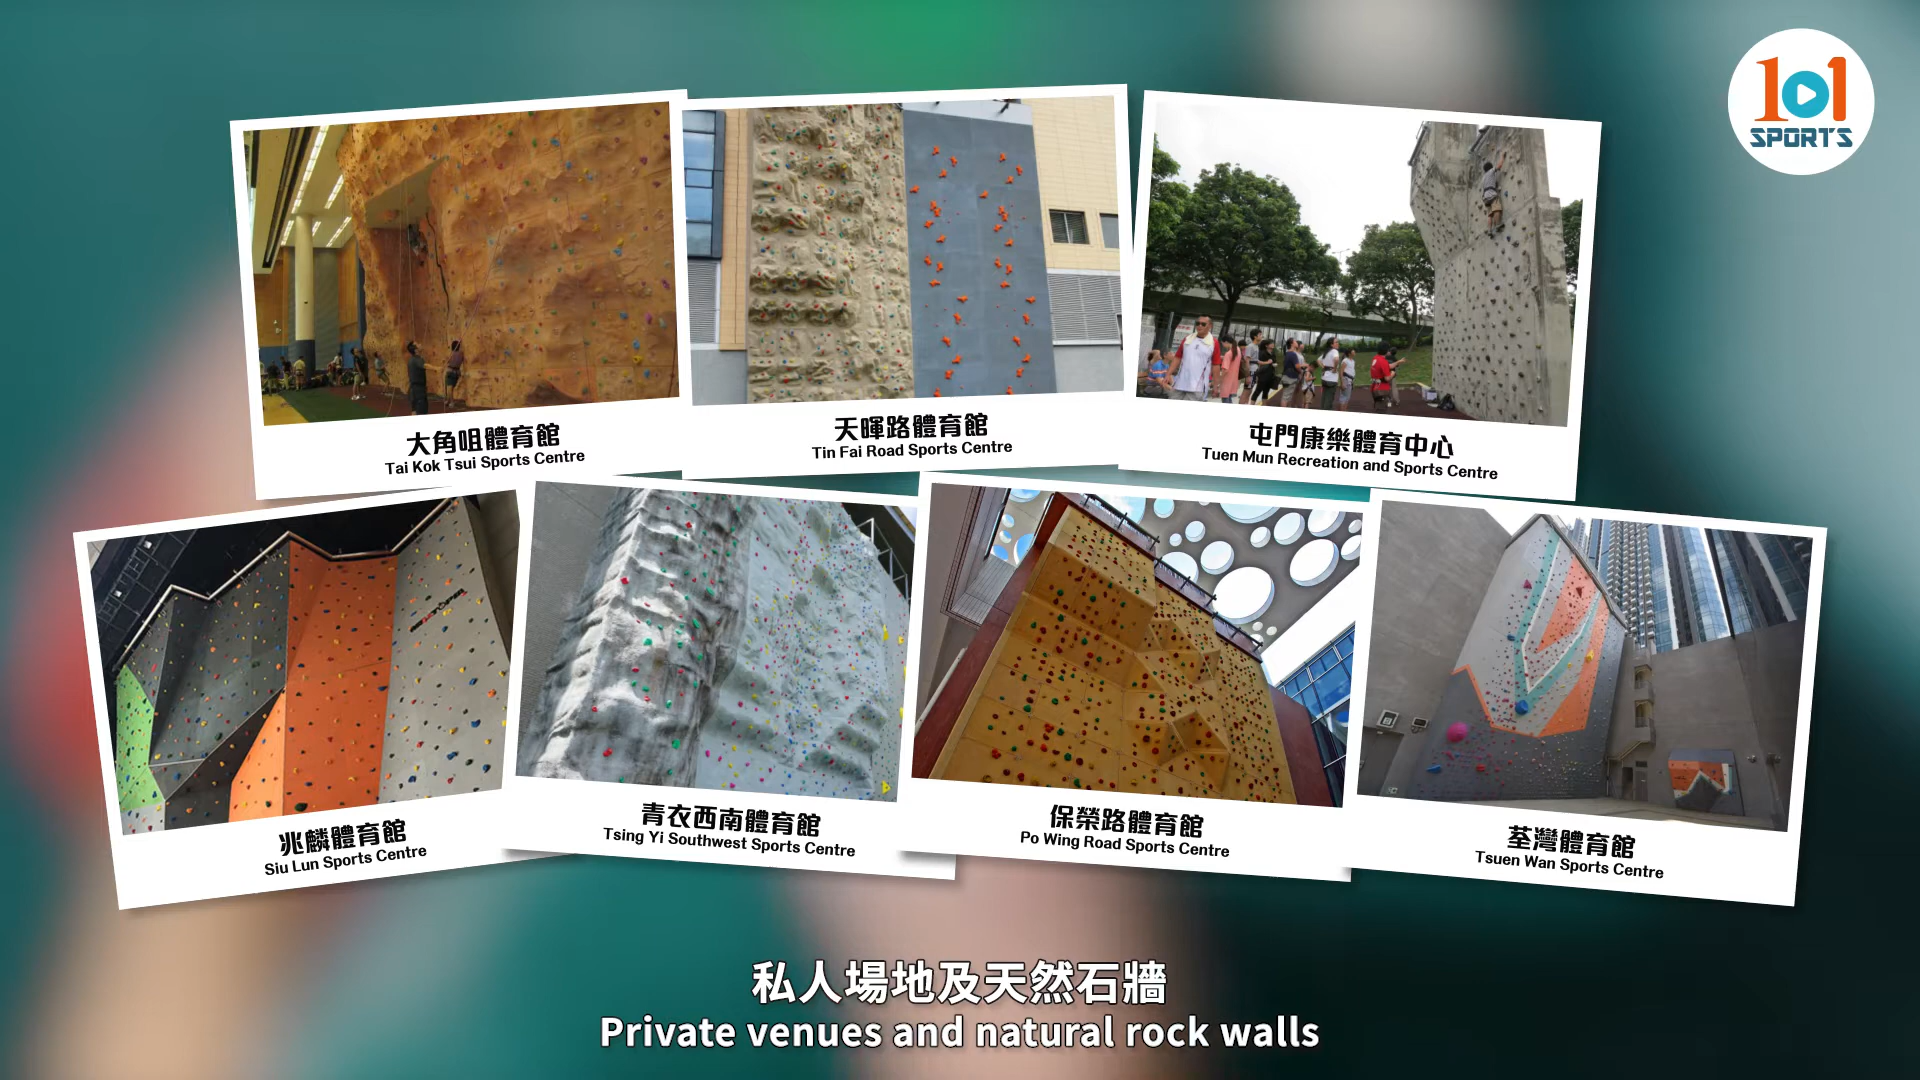 101
SPORTS
大角咀體育館
Tai Kok Tsui Sports Centre
天暉路體育館
Tin Fai Road Sports Centre
屯門康樂體育中心
Tuen Mun Recreation and Sports Centre
兆麟體育館
Siu Lun Sports Centre
青衣西南體育館
Tsing Yi Southwest Sports Centre
保榮路體育館
Po Wing Road Sports Centre
荃灣體育館
Tsuen Wan Sports Centre
私人場地及天然石牆
Private venues and natural rock walls